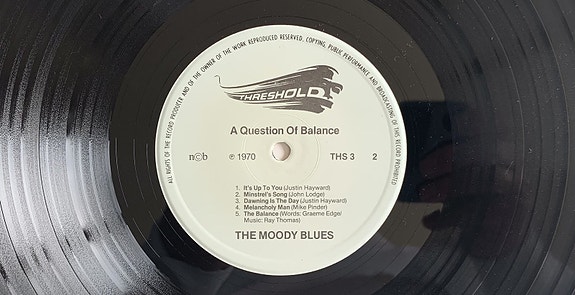 ALL RIGHTS OF THE RECORD PRODUCER AND OF THE OWNER OF THE WORK REPRODUCED RESERVED. COPYING, PUBLIC PERFORMANCE AND BROADCASTING OF THIS RECORD PROHIBITED
THRESHOLD
A Question Of Balance
n©b ℗ 1970 THS 3 2
1. It's Up To You (Justin Hayward)
2. Minstrel's Song (John Lodge)
3. Dawning Is The Day (Justin Hayward)
4. Melancholy Man (Mike Pinder)
5. The Balance (Words: Graeme Edge/
Music: Ray Thomas)
THE MOODY BLUES